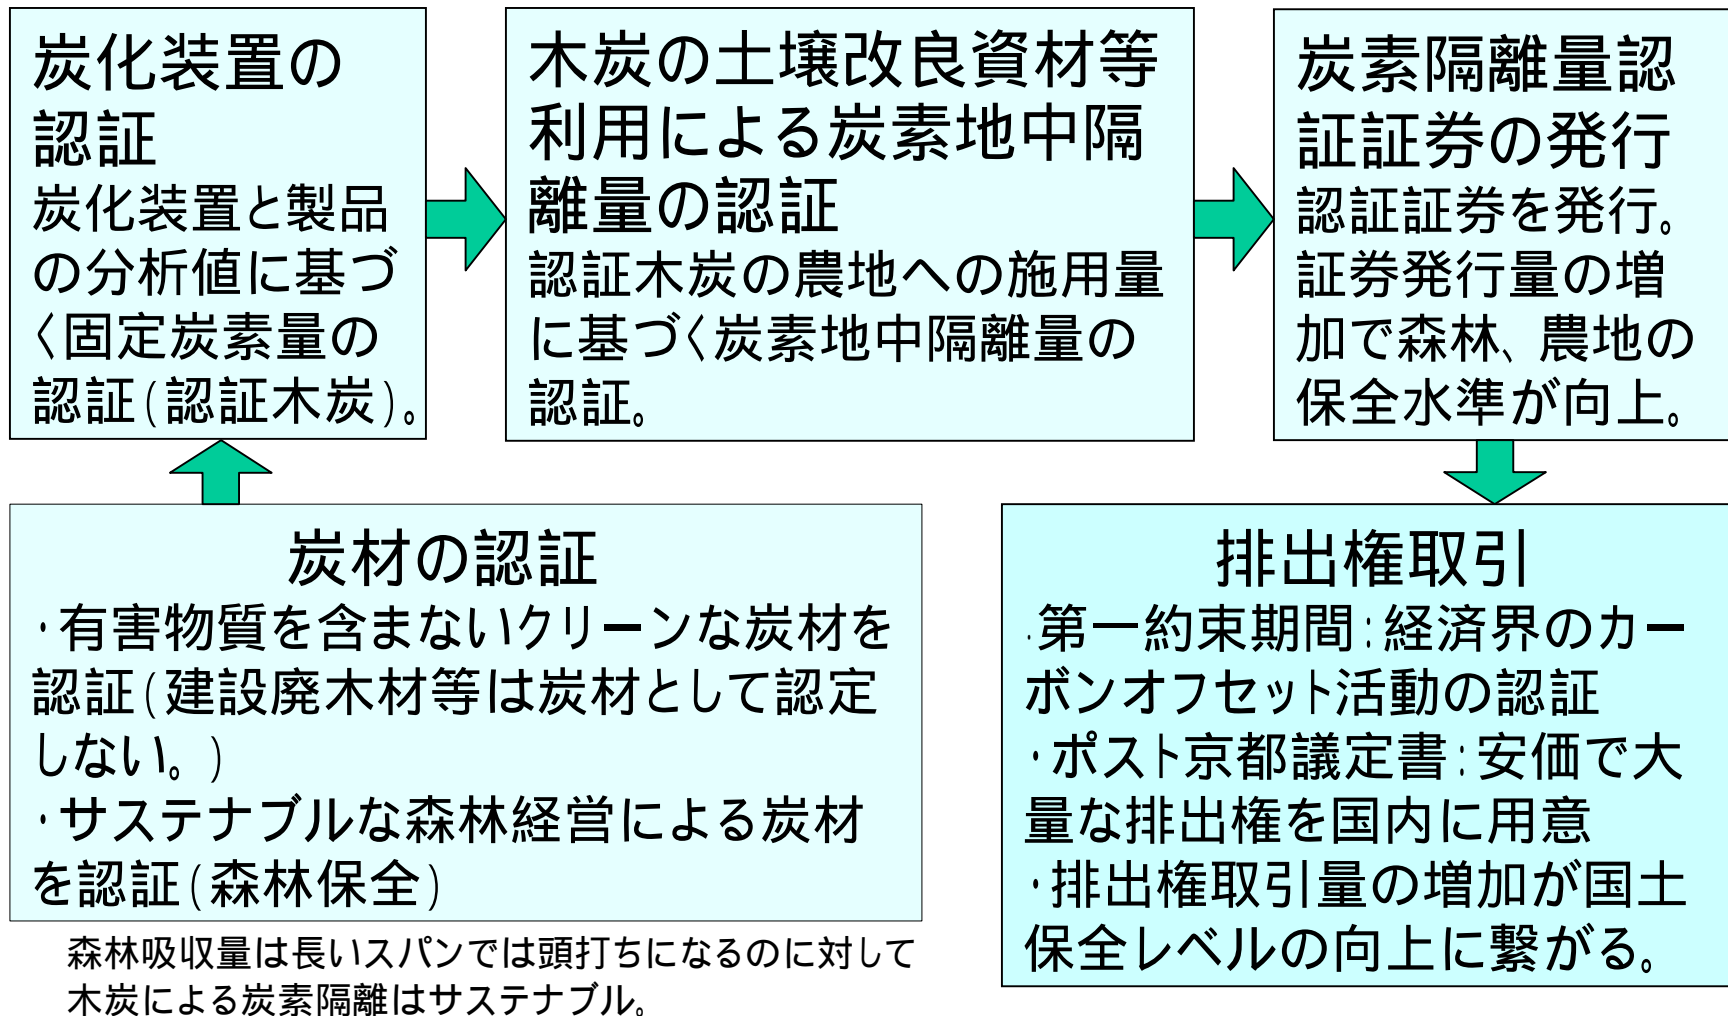 炭化装置の
認証
炭化装置と製品
の分析値に基づ
く固定炭素量の
認証(認証木炭)。
木炭の土壌改良資材等
利用による炭素地中隔
離量の認証
認証木炭の農地への施用量
に基づく炭素地中隔離量の
認証。
炭素隔離量認
証証券の発行
認証証券を発行。
証券発行量の増
加で森林、農地の
保全水準が向上。
炭材の認証
・有害物質を含まないクリーンな炭材を
認証(建設廃木材等は炭材として認定
しない。)
・サステナブルな森林経営による炭材
を認証(森林保全)
排出権取引
・第一約束期間:経済界のカー
ボンオフセット活動の認証
・ポスト京都議定書:安価で大
量な排出権を国内に用意
・排出権取引量の増加が国土
保全レベルの向上に繋がる。
森林吸収量は長いスパンでは頭打ちになるのに対して
木炭による炭素隔離はサステナブル。